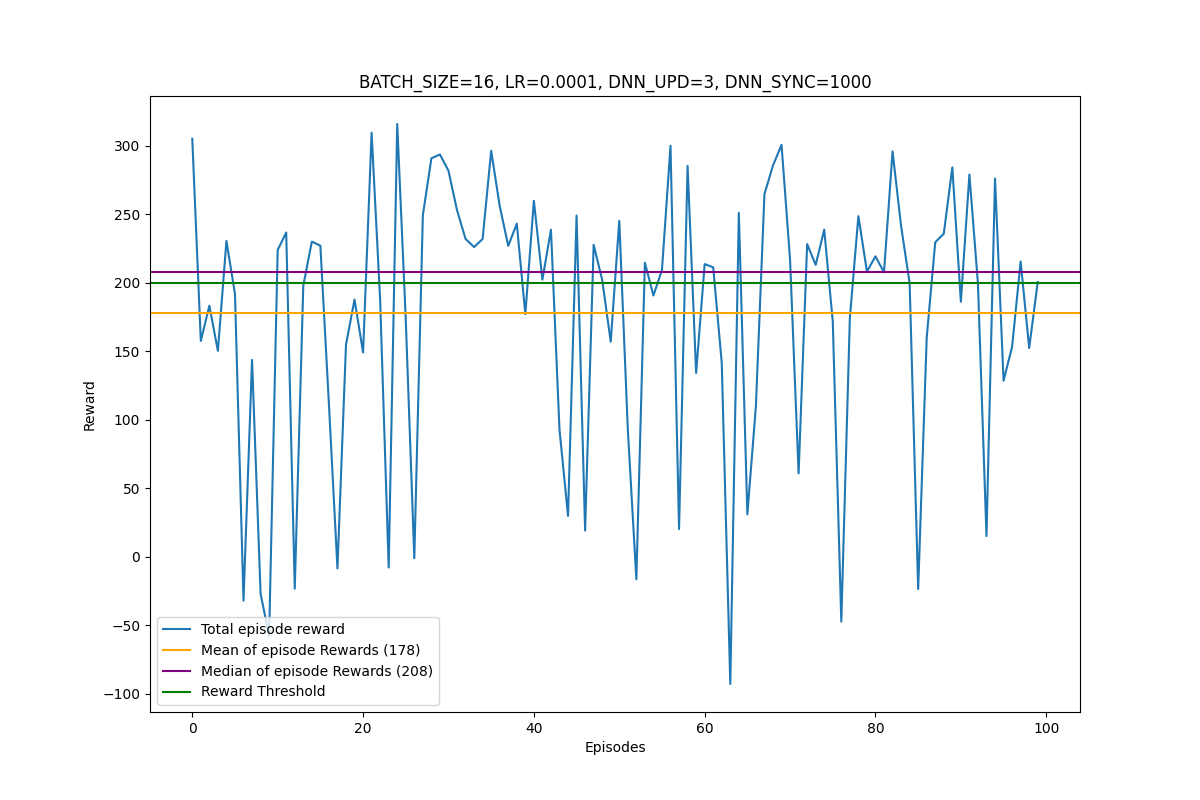 BATCH_SIZE=16, LR=0.0001, DNN_UPD=3, DNN_SYNC=1000
300
250
200
150
100
50
0
−50
−100
Reward
Total episode reward
Mean of episode Rewards (178)
Median of episode Rewards (208)
Reward Threshold
0 20 40 60 80 100
Episodes